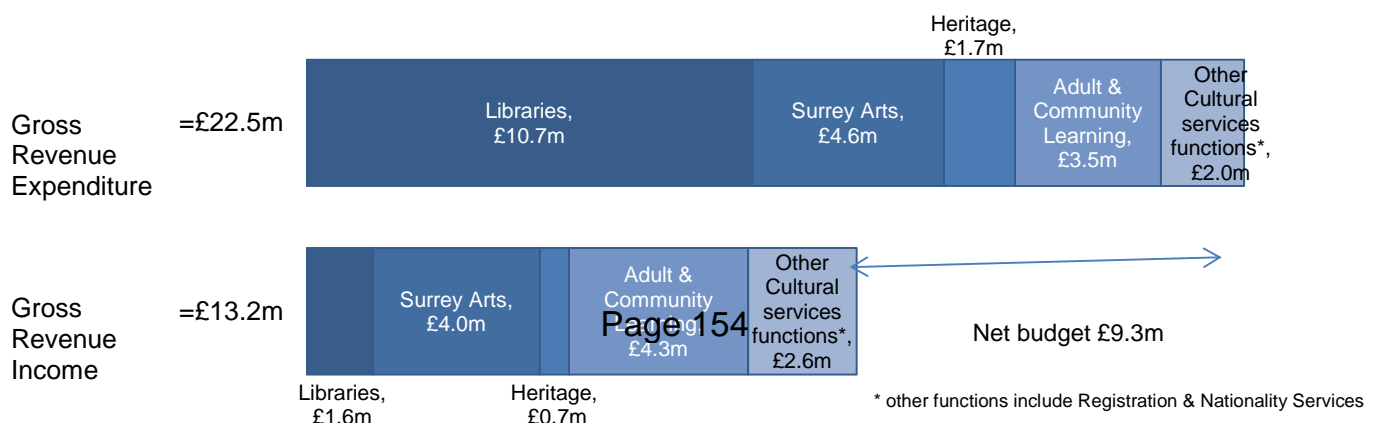 Heritage,
£1.7m
Gross
Revenue
Expenditure
=£22.5m
Libraries,
£10.7m
Surrey Arts,
£4.6m
Adult &
Community
Learning,
£3.5m
Other
Cultural
services
functions*,
£2.0m
Gross
Revenue
Income
=£13.2m
Surrey Arts,
£4.0m
Adult &
Community
Learning,
£4.3m
Page 154
Other
Cultural
services
functions*,
£2.6m
Net budget £9.3m
Libraries,
£1.6m
Heritage,
£0.7m
* other functions include Registration & Nationality Services